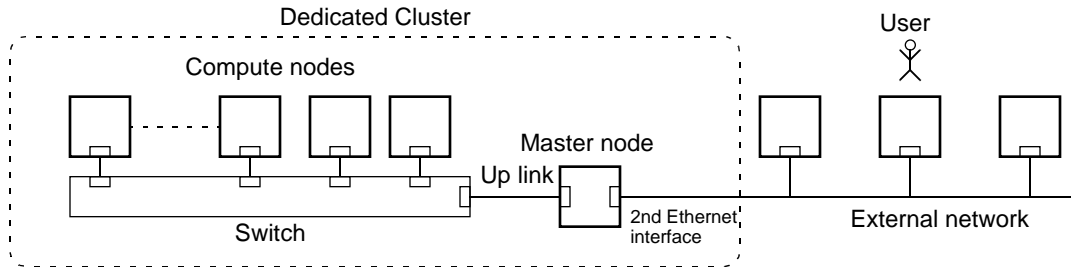 Dedicated Cluster
User
Compute nodes
Master node
Up link
2nd Ethernet
interface
Switch
External network